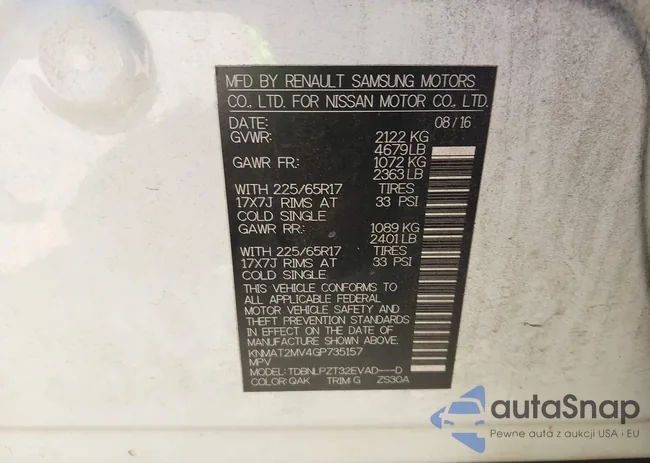 MFD BY RENAULT SAMSUNG MOTORS
CO., LTD. FOR NISSAN MOTOR CO., LTD.
DATE: 08/16
GVWR: 2122 KG
4679LB
GAWR FR.: 1072 KG
2363LB
WITH 225/65R17 TIRES
17X7J RIMS AT 33 PSI
COLD SINGLE
GAWR RR.: 1089 KG
2401LB
WITH 225/65R17 TIRES
17X7J RIMS AT 33 PSI
COLD SINGLE
THIS VEHICLE CONFORMS TO
ALL APPLICABLE FEDERAL
MOTOR VEHICLE SAFETY AND
THEFT PREVENTION STANDARDS
IN EFFECT ON THE DATE OF
MANUFACTURE SHOWN ABOVE.
KNMAT2MV4GP735157
MPV
MODEL: TDBNLPZT32EVAD---D
COLOR: QAK TRIM: G ZS30A
autaSnap
Pewne auta z aukcji USA i EU